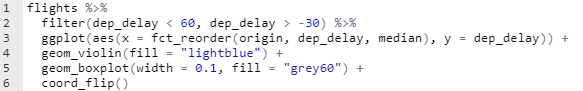 1 flights %>%
2   filter(dep_delay < 60, dep_delay > -30) %>%
3   ggplot(aes(x = fct_reorder(origin, dep_delay, median), y = dep_delay)) +
4   geom_violin(fill = "lightblue") +
5   geom_boxplot(width = 0.1, fill = "grey60") +
6   coord_flip()